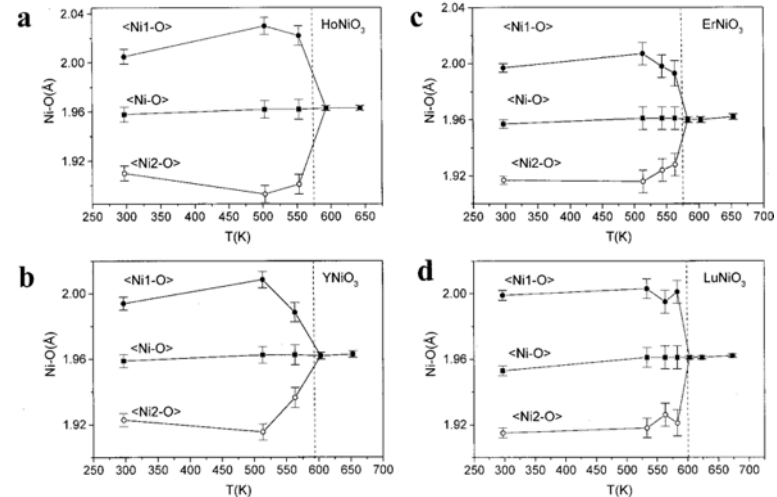 a
HoNiO₃
<Ni1-O>
<Ni-O>
<Ni2-O>
Ni-O(Å)
2.04
2.00
1.96
1.92
250 300 350 400 450 500 550 600 650
T(K)
c
ErNiO₃
<Ni1-O>
<Ni-O>
<Ni2-O>
Ni-O(Å)
2.04
2.00
1.96
1.92
250 300 350 400 450 500 550 600 650 700
T(K)
b
YNiO₃
<Ni1-O>
<Ni-O>
<Ni2-O>
Ni-O(Å)
2.00
1.96
1.92
250 300 350 400 450 500 550 600 650
T(K)
d
LuNiO₃
<Ni1-O>
<Ni-O>
<Ni2-O>
Ni-O(Å)
2.00
1.96
1.92
250 300 350 400 450 500 550 600 650 700
T(K)